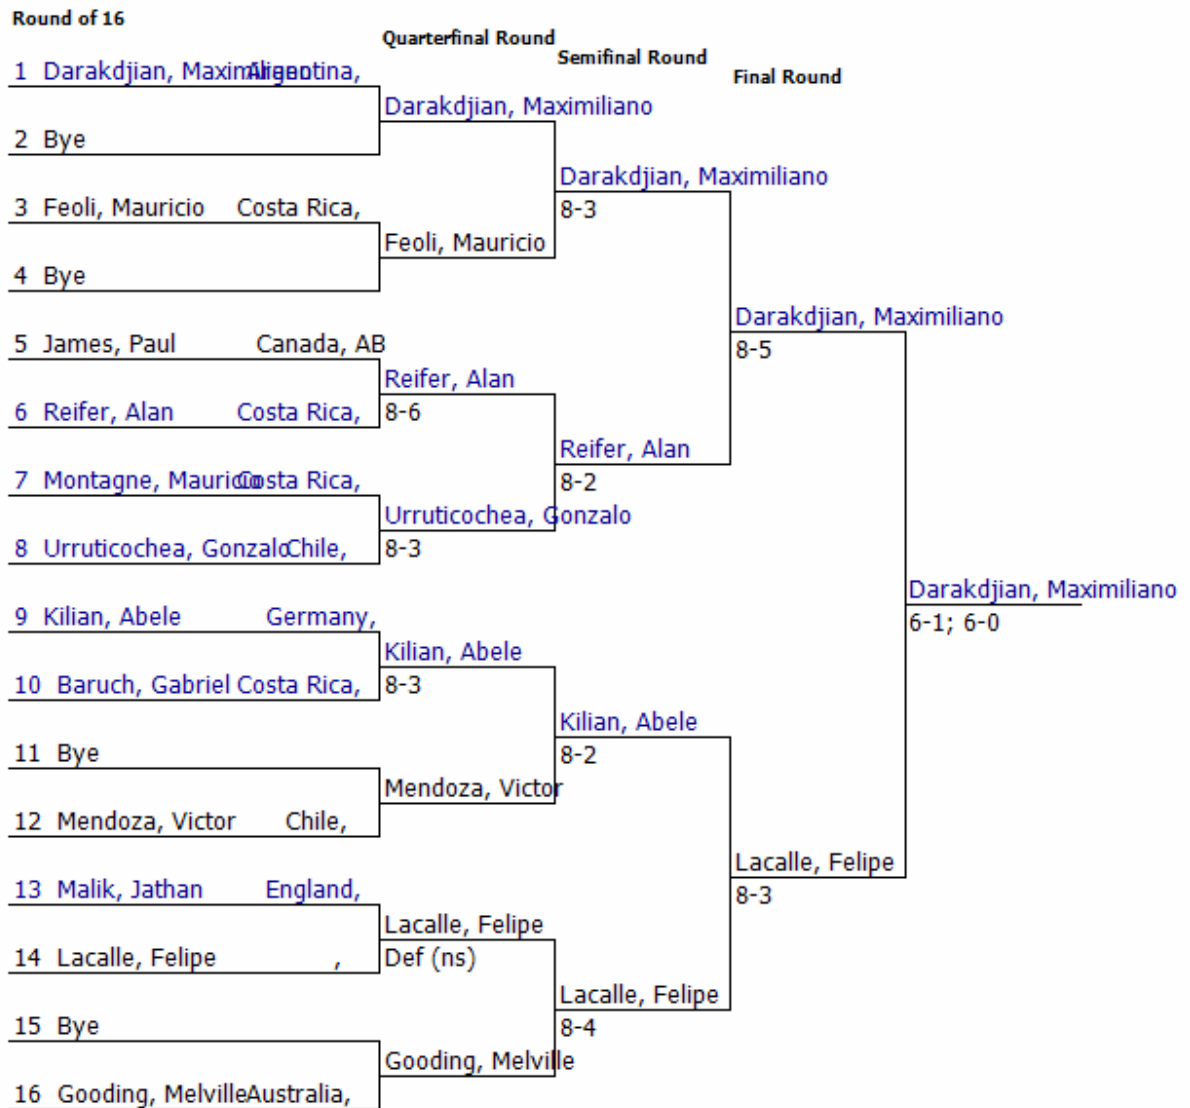 Round of 16
Quarterfinal Round
Semifinal Round
Final Round
1 Darakdjian, Maximiliano Argentina,
Darakdjian, Maximiliano
2 Bye
Darakdjian, Maximiliano
8-3
3 Feoli, Mauricio Costa Rica,
Feoli, Mauricio
4 Bye
Darakdjian, Maximiliano
8-5
5 James, Paul Canada, AB
Reifer, Alan
8-6
6 Reifer, Alan Costa Rica,
Reifer, Alan
8-2
7 Montagne, Mauricio Costa Rica,
Urruticochea, Gonzalo
8-3
8 Urruticochea, Gonzalo Chile,
Darakdjian, Maximiliano
6-1; 6-0
9 Kilian, Abele Germany,
Kilian, Abele
8-3
10 Baruch, Gabriel Costa Rica,
Kilian, Abele
8-2
11 Bye
Mendoza, Victor
12 Mendoza, Victor Chile,
Lacalle, Felipe
8-3
13 Malik, Jathan England,
Lacalle, Felipe
Def (ns)
14 Lacalle, Felipe ,
Lacalle, Felipe
8-4
15 Bye
Gooding, Melville
16 Gooding, Melville Australia,